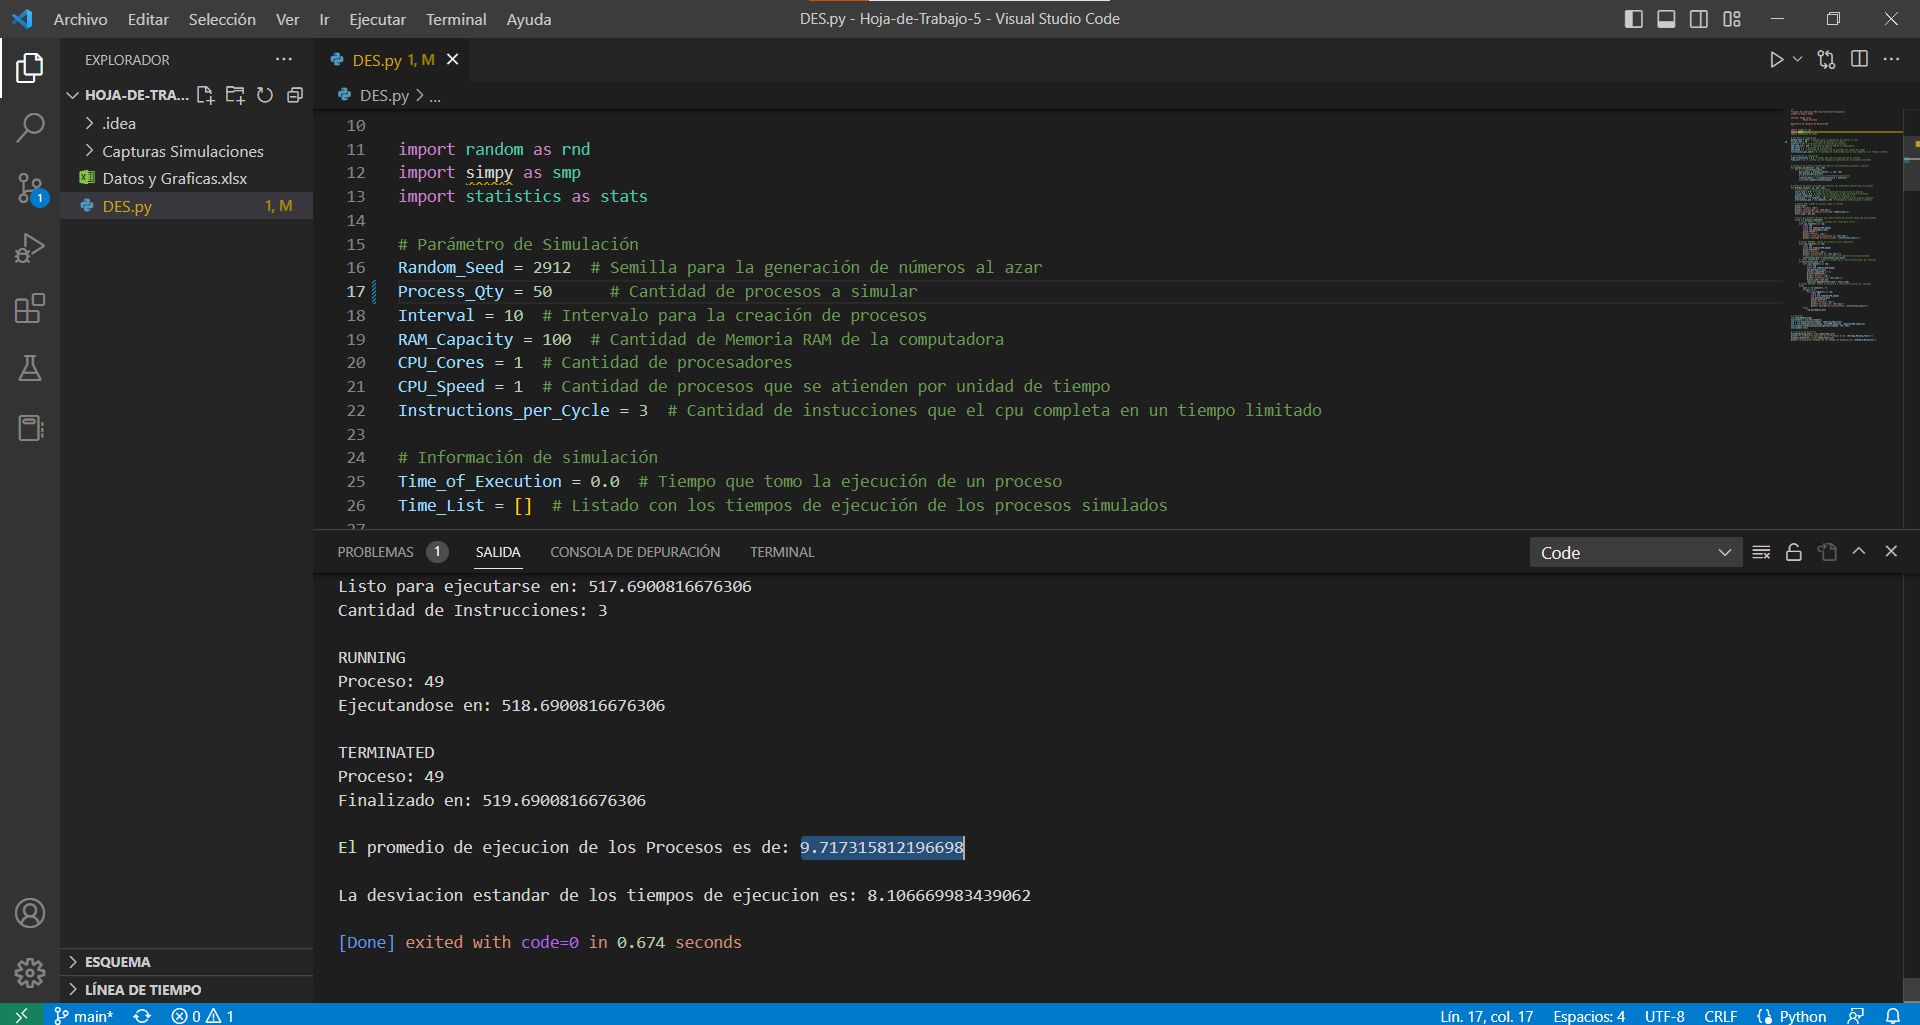 Archivo Editar Selección Ver Ir Ejecutar Terminal Ayuda
DES.py - Hoja-de-Trabajo-5 - Visual Studio Code
EXPLORADOR
HOJA-DE-TRA...
.idea
Capturas Simulaciones
Datos y Graficas.xlsx
DES.py 1, M
ESQUEMA
LÍNEA DE TIEMPO
1
DES.py 1, M
DES.py > ...
10
11 import random as rnd
12 import simpy as smp
13 import statistics as stats
14
15 # Parámetro de Simulación
16 Random_Seed = 2912  # Semilla para la generación de números al azar
17 Process_Qty = 50      # Cantidad de procesos a simular
18 Interval = 10  # Intervalo para la creación de procesos
19 RAM_Capacity = 100  # Cantidad de Memoria RAM de la computadora
20 CPU_Cores = 1  # Cantidad de procesadores
21 CPU_Speed = 1  # Cantidad de procesos que se atienden por unidad de tiempo
22 Instructions_per_Cycle = 3  # Cantidad de instucciones que el cpu completa en un tiempo limitado
23
24 # Información de simulación
25 Time_of_Execution = 0.0  # Tiempo que tomo la ejecución de un proceso
26 Time_List = []  # Listado con los tiempos de ejecución de los procesos simulados
27
PROBLEMAS 1 SALIDA CONSOLA DE DEPURACIÓN TERMINAL
Code
Listo para ejecutarse en: 517.6900816676306
Cantidad de Instrucciones: 3
RUNNING
Proceso: 49
Ejecutandose en: 518.6900816676306
TERMINATED
Proceso: 49
Finalizado en: 519.6900816676306
El promedio de ejecucion de los Procesos es de: 9.717315812196698
La desviacion estandar de los tiempos de ejecucion es: 8.106669983439062
[Done] exited with code=0 in 0.674 seconds
main* 0 1
Lín. 17, col. 17 Espacios: 4 UTF-8 CRLF Python